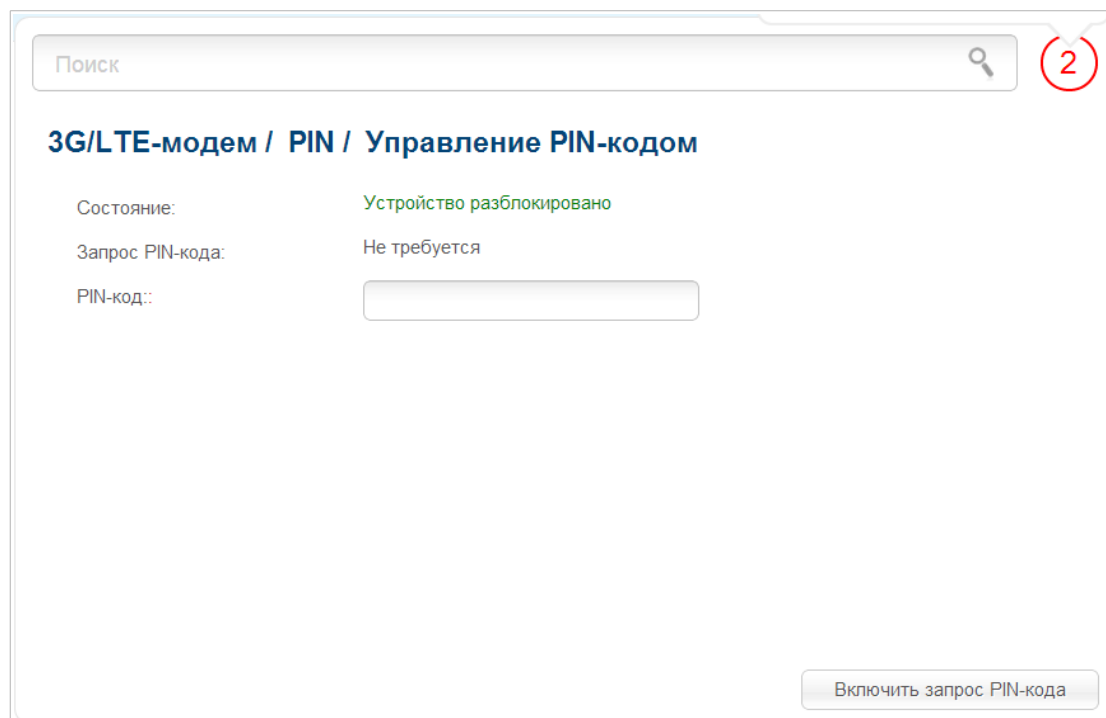 Поиск
2
3G/LTE-модем / PIN / Управление PIN-кодом
Состояние: Устройство разблокировано
Запрос PIN-кода: Не требуется
PIN-код::
Включить запрос PIN-кода